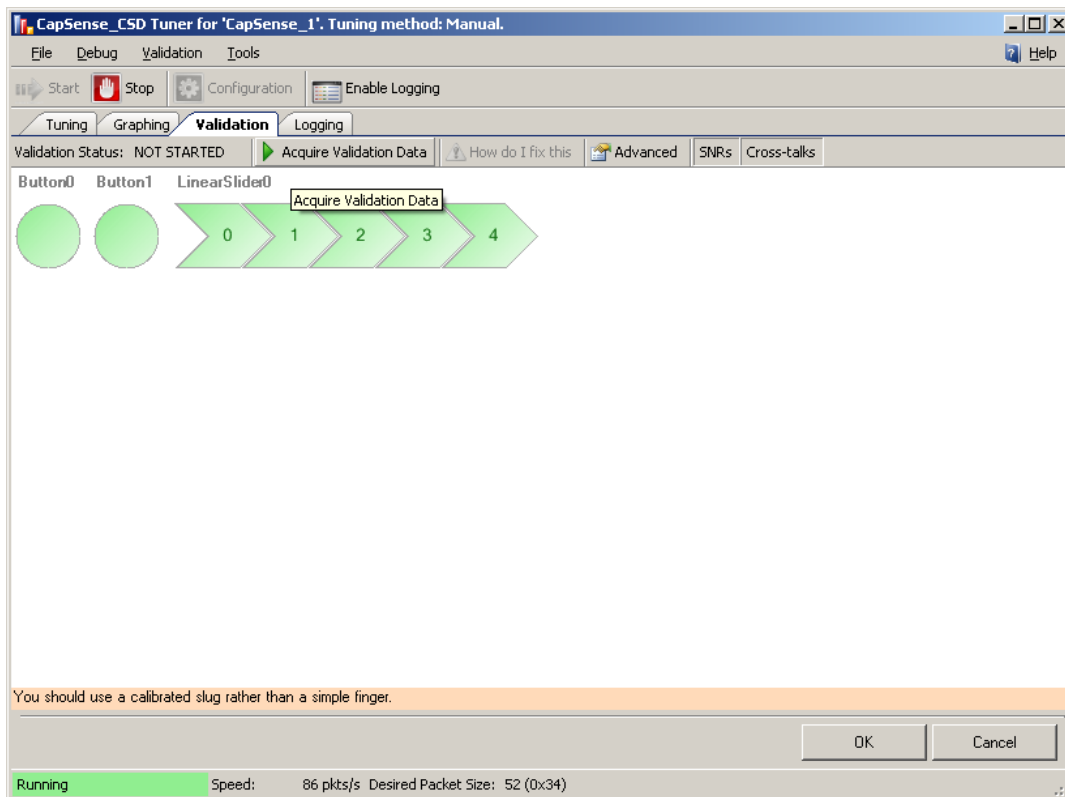 CapSense_CSD Tuner for 'CapSense_1'. Tuning method: Manual.
File Debug Validation Tools Help
Start Stop Configuration Enable Logging
Tuning Graphing Validation Logging
Validation Status: NOT STARTED Acquire Validation Data How do I fix this Advanced SNRs Cross-talks
Button0 Button1 LinearSlider0
Acquire Validation Data
0 1 2 3 4
You should use a calibrated slug rather than a simple finger.
OK Cancel
Running Speed: 86 pkts/s Desired Packet Size: 52 (0x34)